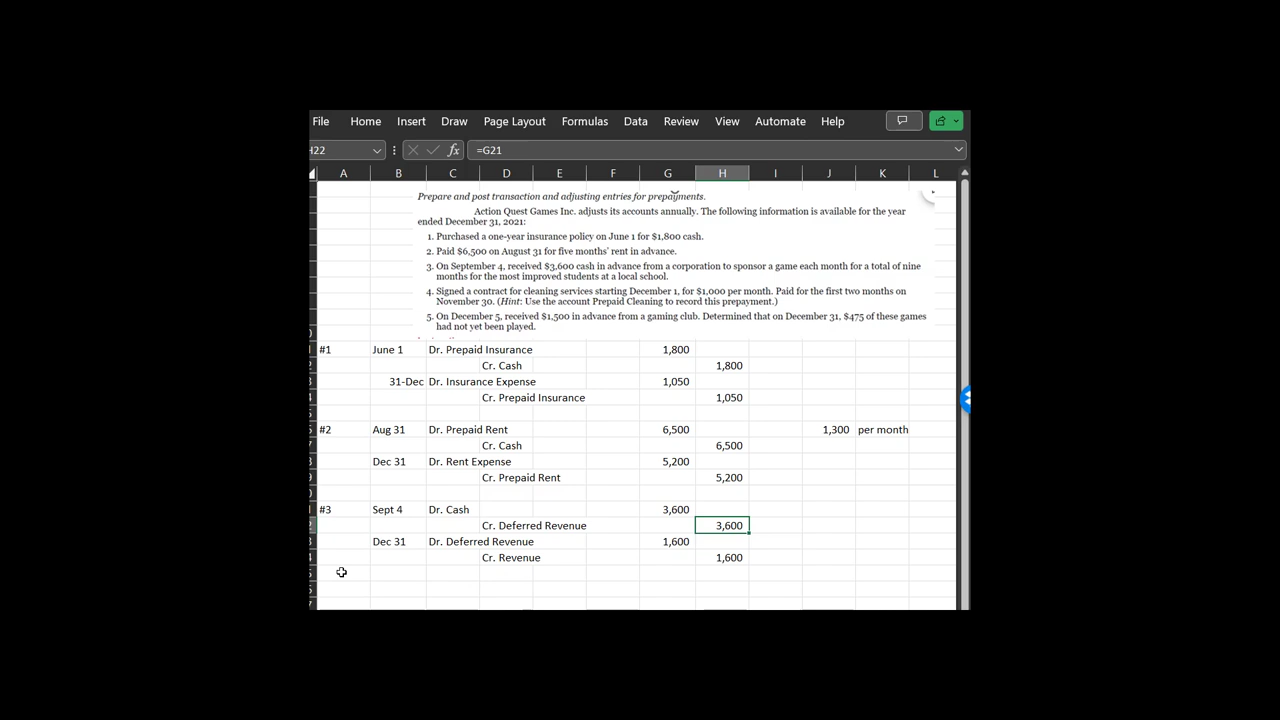 File Home Insert Draw Page Layout Formulas Data Review View Automate Help
H22 fx =G21
A B C D E F G H I J K L
Prepare and post transaction and adjusting entries for prepayments.
Action Quest Games Inc. adjusts its accounts annually. The following information is available for the year
ended December 31, 2021:
1. Purchased a one-year insurance policy on June 1 for $1,800 cash.
2. Paid $6,500 on August 31 for five months' rent in advance.
3. On September 4, received $3,600 cash in advance from a corporation to sponsor a game each month for a total of nine
months for the most improved students at a local school.
4. Signed a contract for cleaning services starting December 1, for $1,000 per month. Paid for the first two months on
November 30. (Hint: Use the account Prepaid Cleaning to record this prepayment.)
5. On December 5, received $1,500 in advance from a gaming club. Determined that on December 31, $475 of these games
had not yet been played.
#1 June 1 Dr. Prepaid Insurance 1,800
Cr. Cash 1,800
31-Dec Dr. Insurance Expense 1,050
Cr. Prepaid Insurance 1,050
#2 Aug 31 Dr. Prepaid Rent 6,500 1,300 per month
Cr. Cash 6,500
Dec 31 Dr. Rent Expense 5,200
Cr. Prepaid Rent 5,200
#3 Sept 4 Dr. Cash 3,600
Cr. Deferred Revenue 3,600
Dec 31 Dr. Deferred Revenue 1,600
Cr. Revenue 1,600